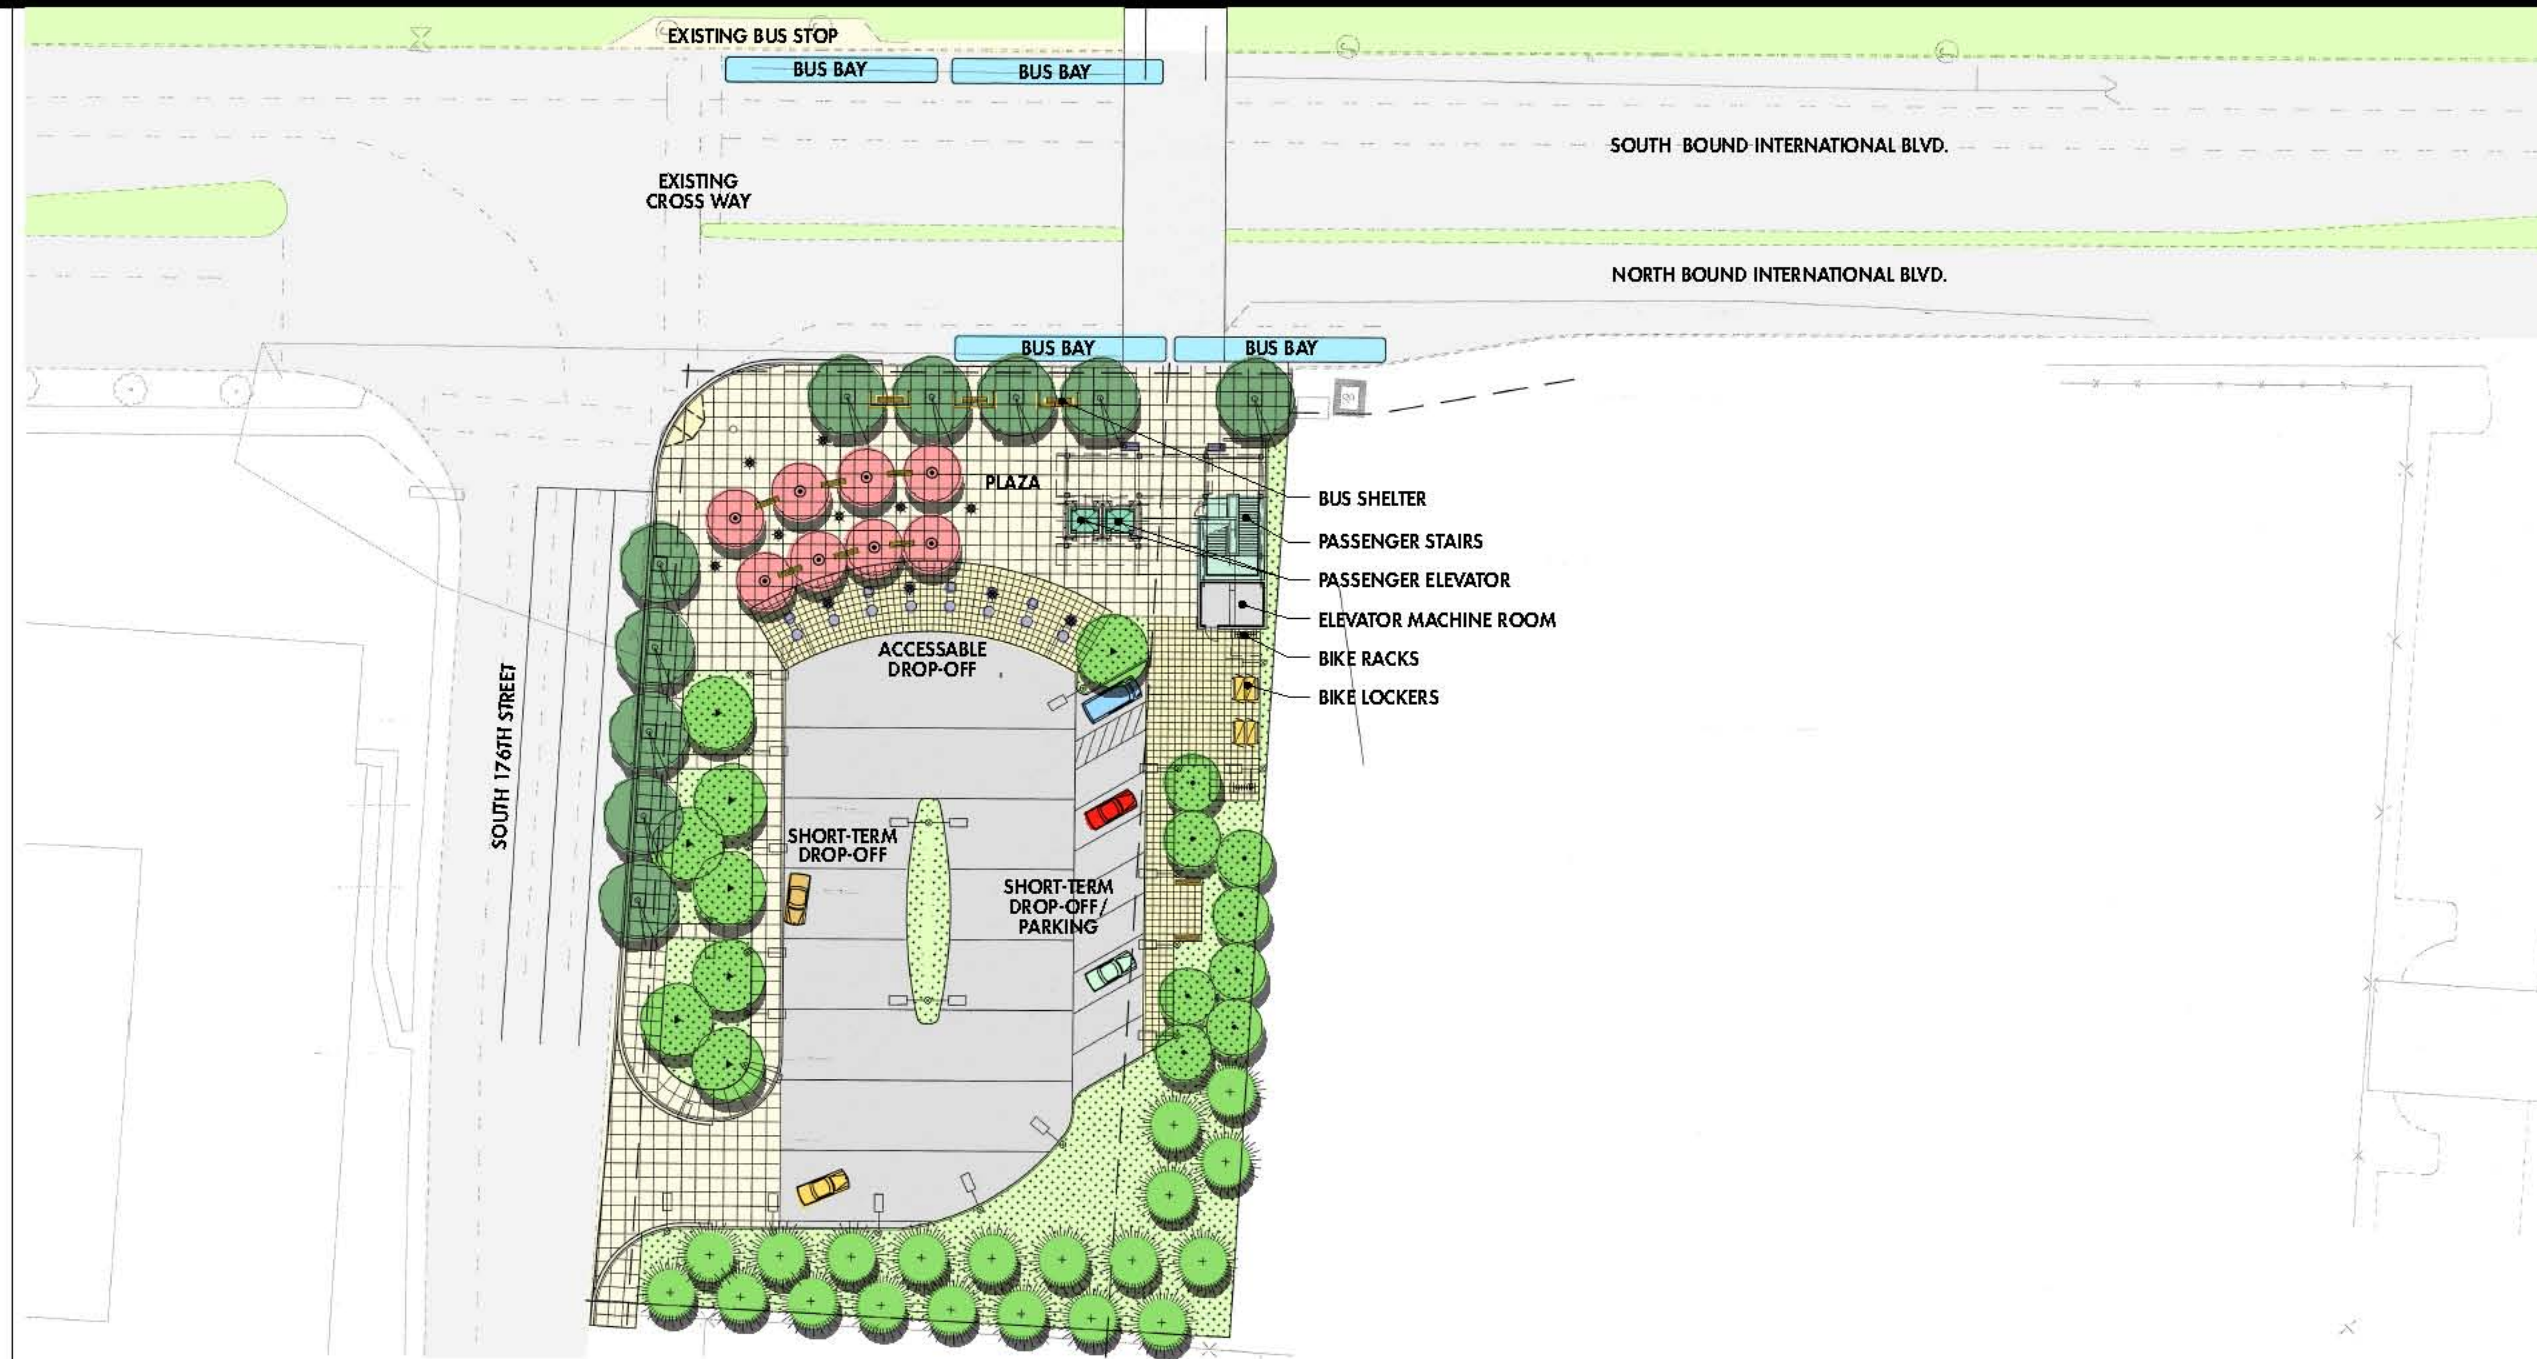 EXISTING BUS STOP
BUS BAY
BUS BAY
SOUTH BOUND INTERNATIONAL BLVD.
EXISTING
CROSS WAY
NORTH BOUND INTERNATIONAL BLVD.
BUS BAY
BUS BAY
PLAZA
BUS SHELTER
PASSENGER STAIRS
PASSENGER ELEVATOR
ELEVATOR MACHINE ROOM
BIKE RACKS
BIKE LOCKERS
ACCESSABLE
DROP-OFF
SOUTH 176TH STREET
SHORT-TERM
DROP-OFF
SHORT-TERM
DROP-OFF/
PARKING